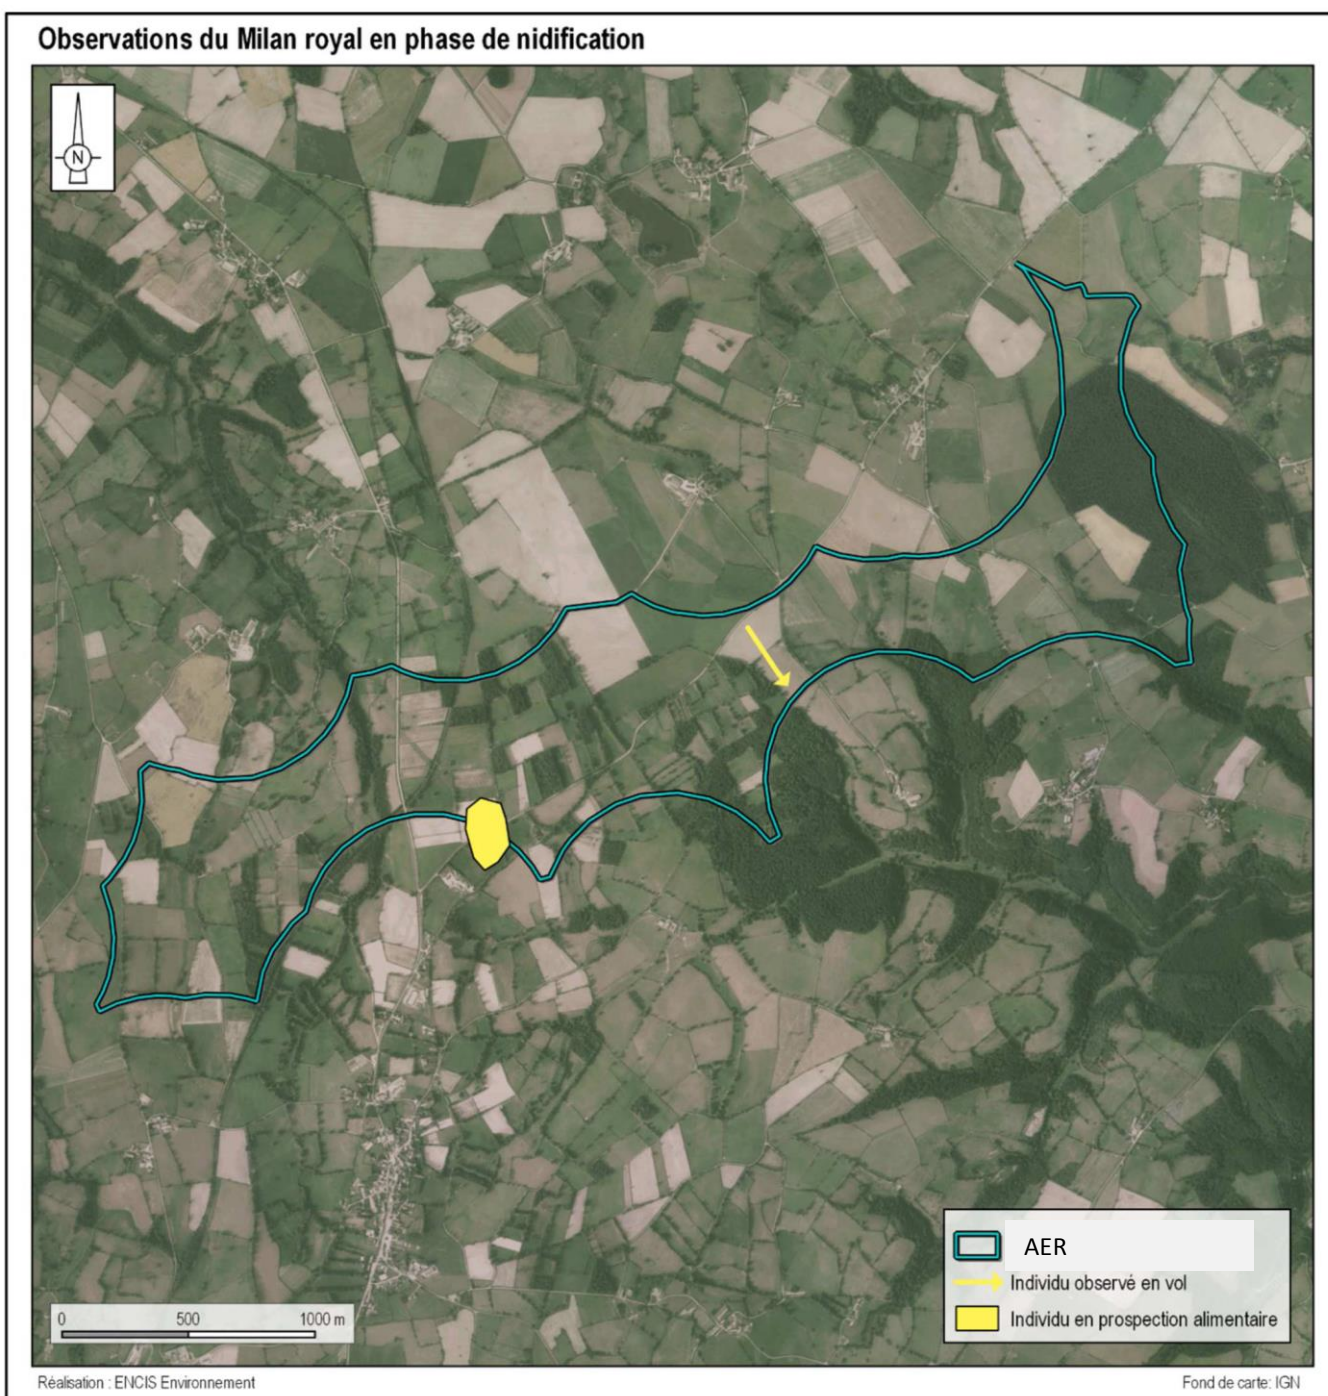 Observations du Milan royal en phase de nidification
N
AER
Individu observé en vol
Individu en prospection alimentaire
0 500 1000 m
Réalisation : ENCIS Environnement
Fond de carte: IGN